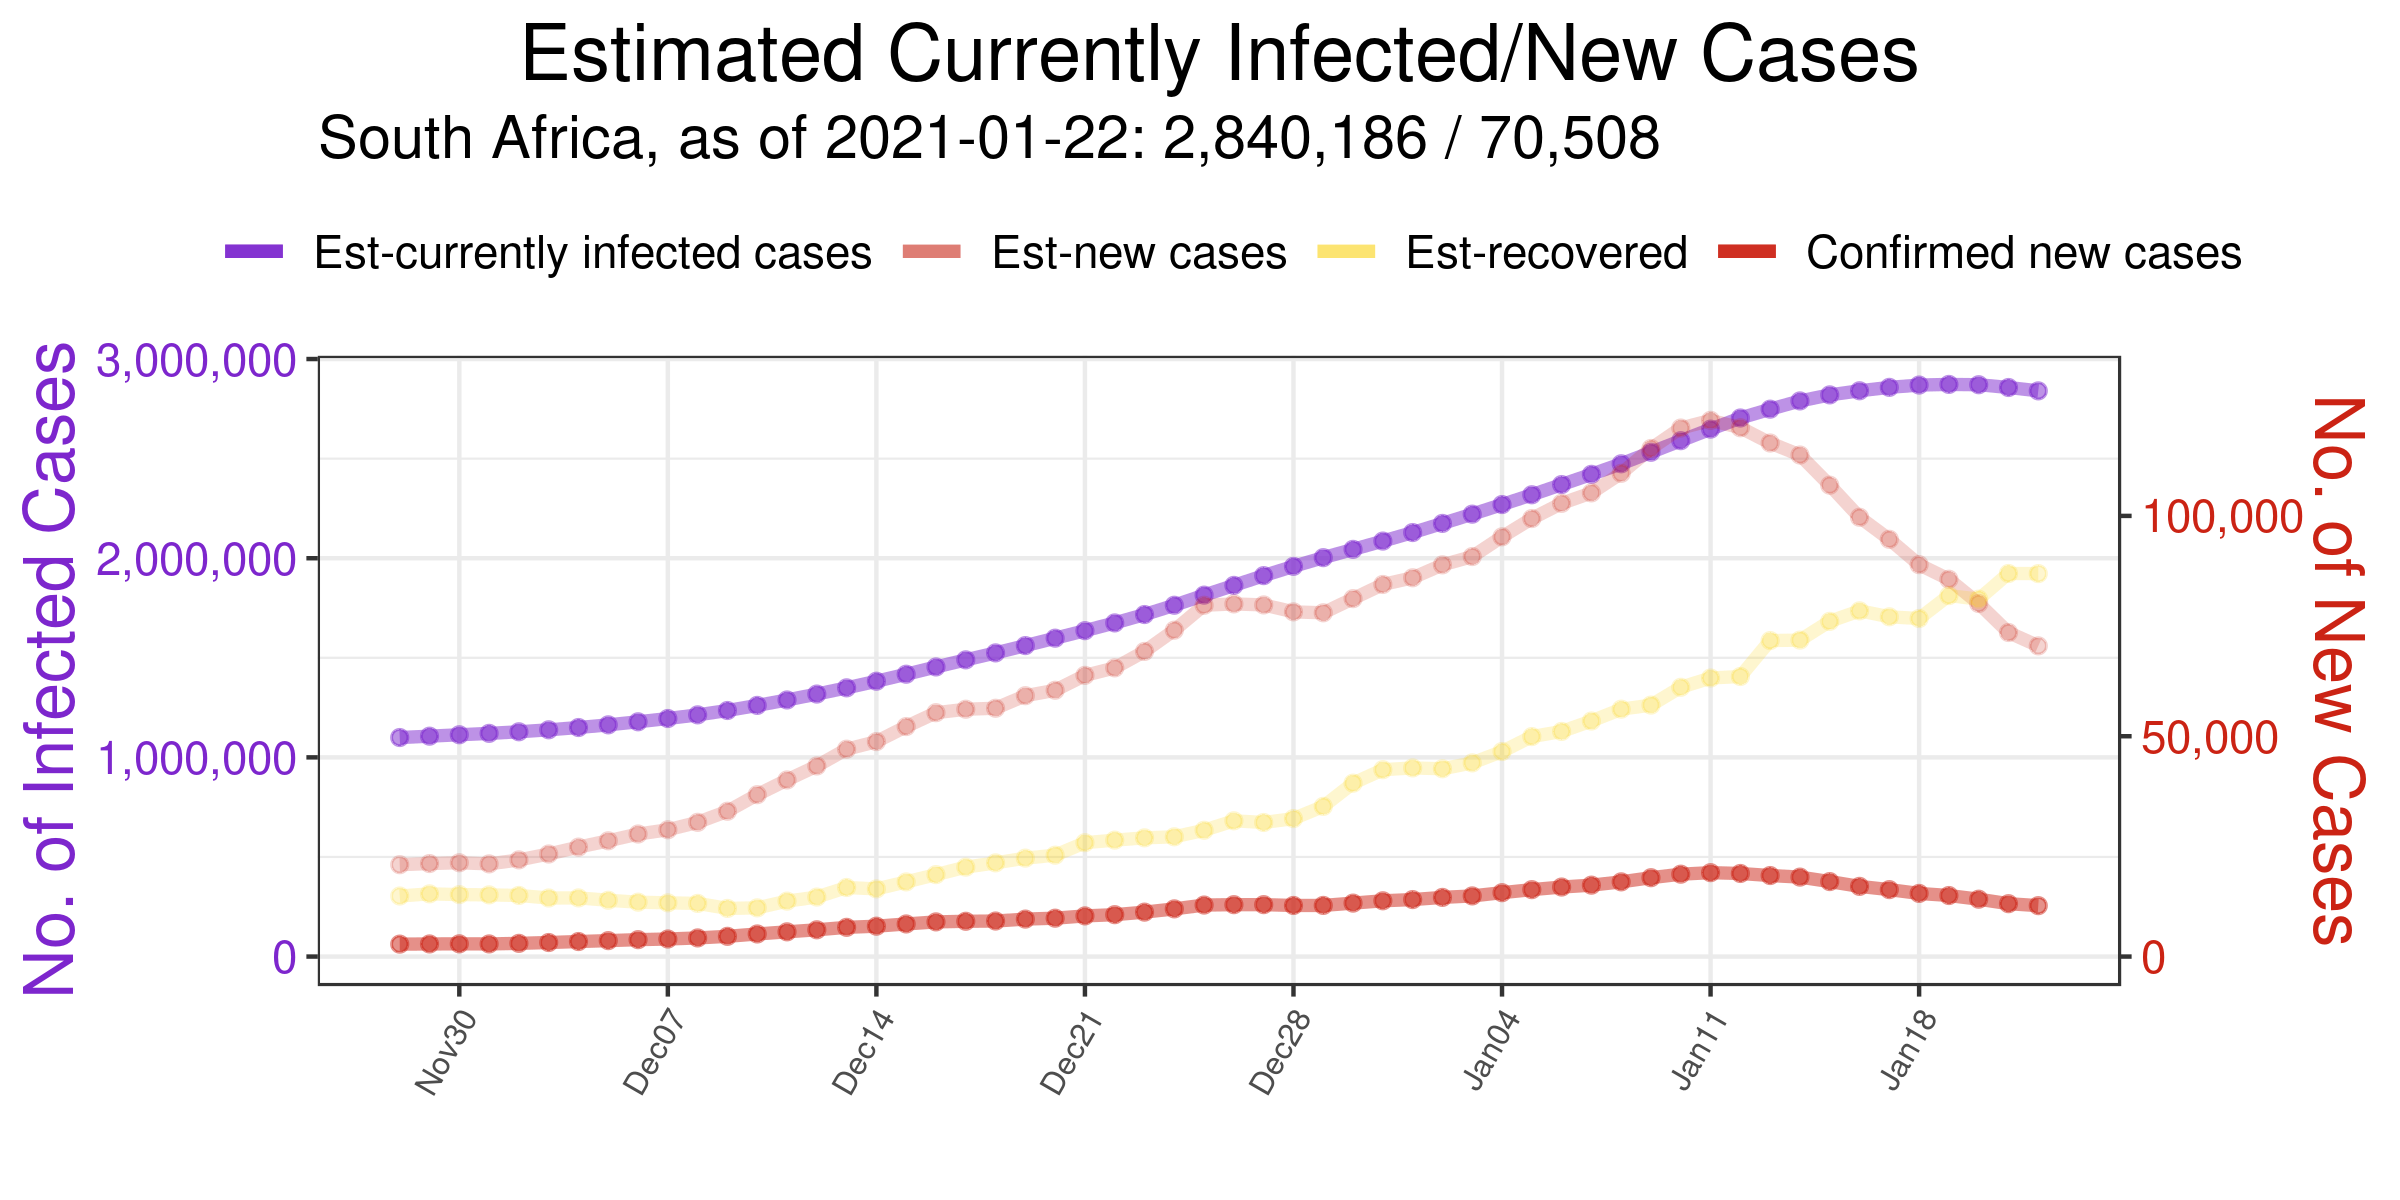 Estimated Currently Infected/New Cases
South Africa, as of 2021-01-22: 2,840,186 / 70,508
Est-currently infected cases Est-new cases Est-recovered Confirmed new cases
No. of Infected Cases
3,000,000
2,000,000
1,000,000
0
No. of New Cases
100,000
50,000
0
Nov30 Dec07 Dec14 Dec21 Dec28 Jan04 Jan11 Jan18